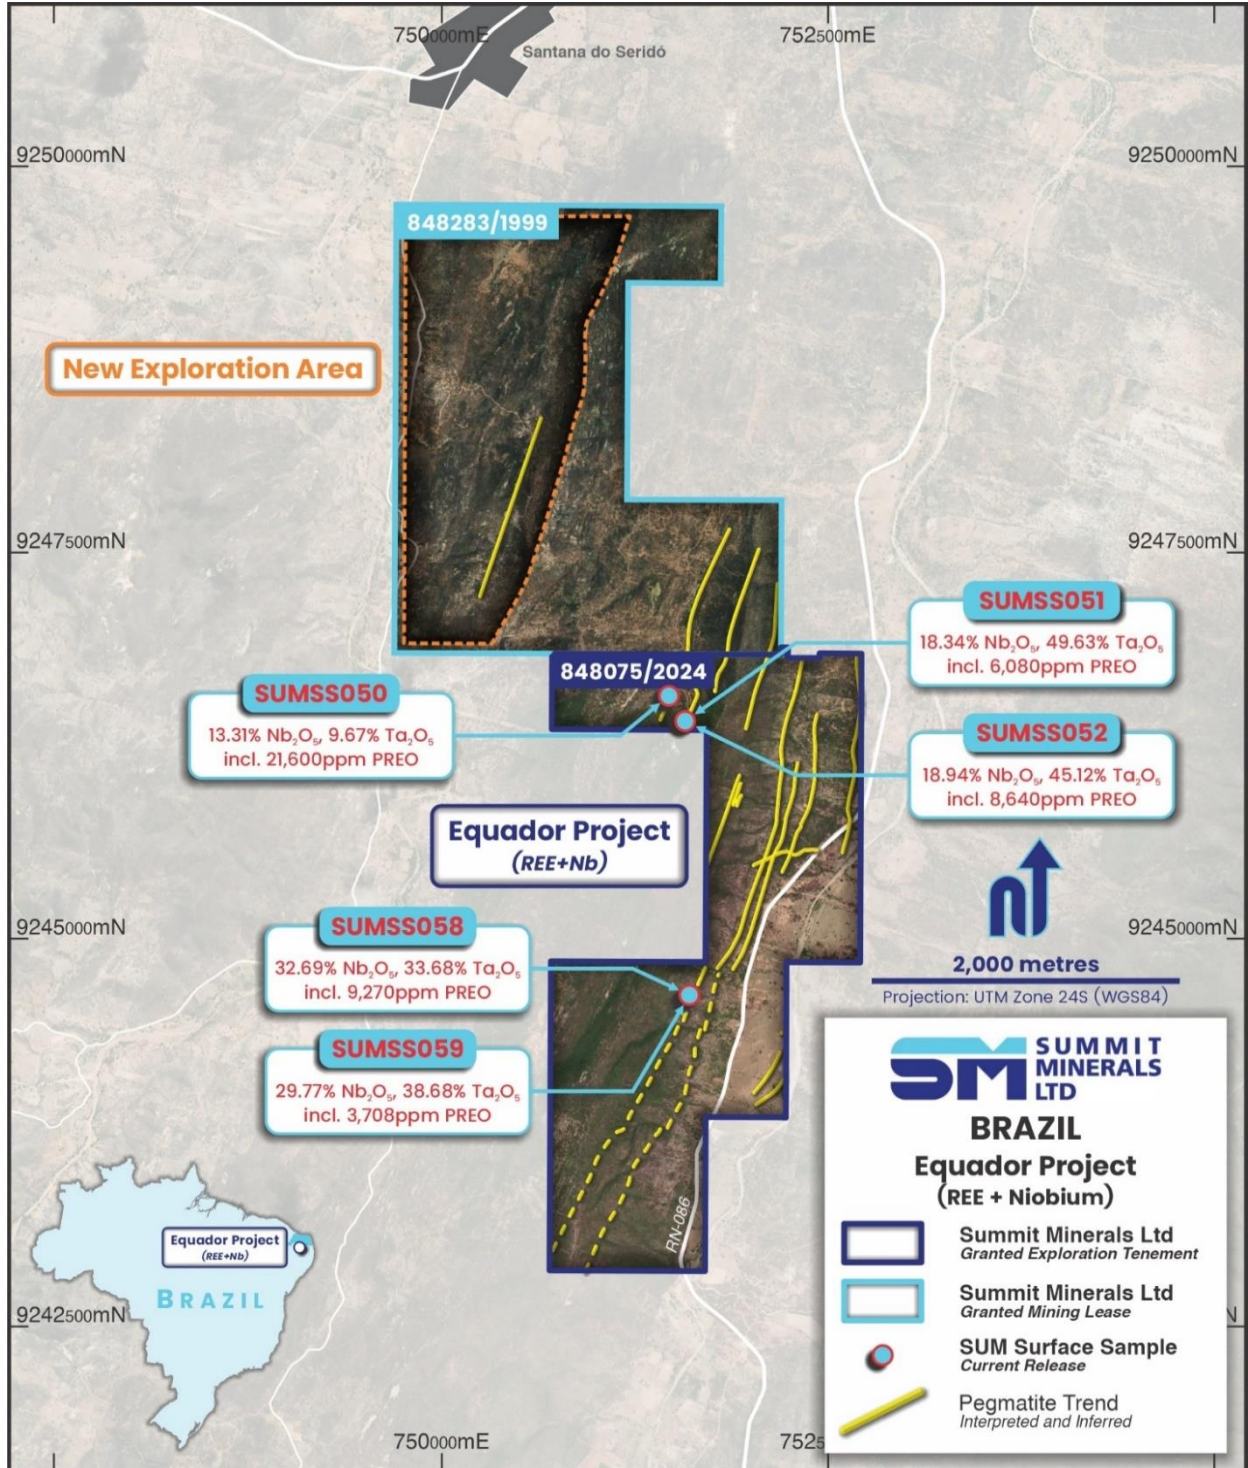 750000mE
752500mE
Santana do Seridó
9250000mN
9250000mN
848283/1999
New Exploration Area
9247500mN
9247500mN
SUMSS051
18.34% Nb₂O₅, 49.63% Ta₂O₅
incl. 6,080ppm PREO
848075/2024
SUMSS050
13.31% Nb₂O₅, 9.67% Ta₂O₅
incl. 21,600ppm PREO
SUMSS052
18.94% Nb₂O₅, 45.12% Ta₂O₅
incl. 8,640ppm PREO
Equador Project
(REE+Nb)
n
SUMSS058
32.69% Nb₂O₅, 33.68% Ta₂O₅
incl. 9,270ppm PREO
9245000mN
9245000mN
2,000 metres
Projection: UTM Zone 24S (WGS84)
SUMSS059
29.77% Nb₂O₅, 38.68% Ta₂O₅
incl. 3,708ppm PREO
RN-086
SM SUMMIT
MINERALS
LTD
BRAZIL
Equador Project
(REE + Niobium)
Summit Minerals Ltd
Granted Exploration Tenement
Summit Minerals Ltd
Granted Mining Lease
SUM Surface Sample
Current Release
Pegmatite Trend
Interpreted and Inferred
Equador Project
(REE+Nb)
BRAZIL
9242500mN
N
750000mE
7525